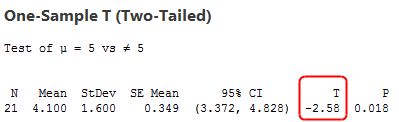 One-Sample T (Two-Tailed)
Test of μ = 5 vs ≠ 5
N Mean StDev SE Mean 95% CI T P
21 4.100 1.600 0.349 (3.372, 4.828) -2.58 0.018